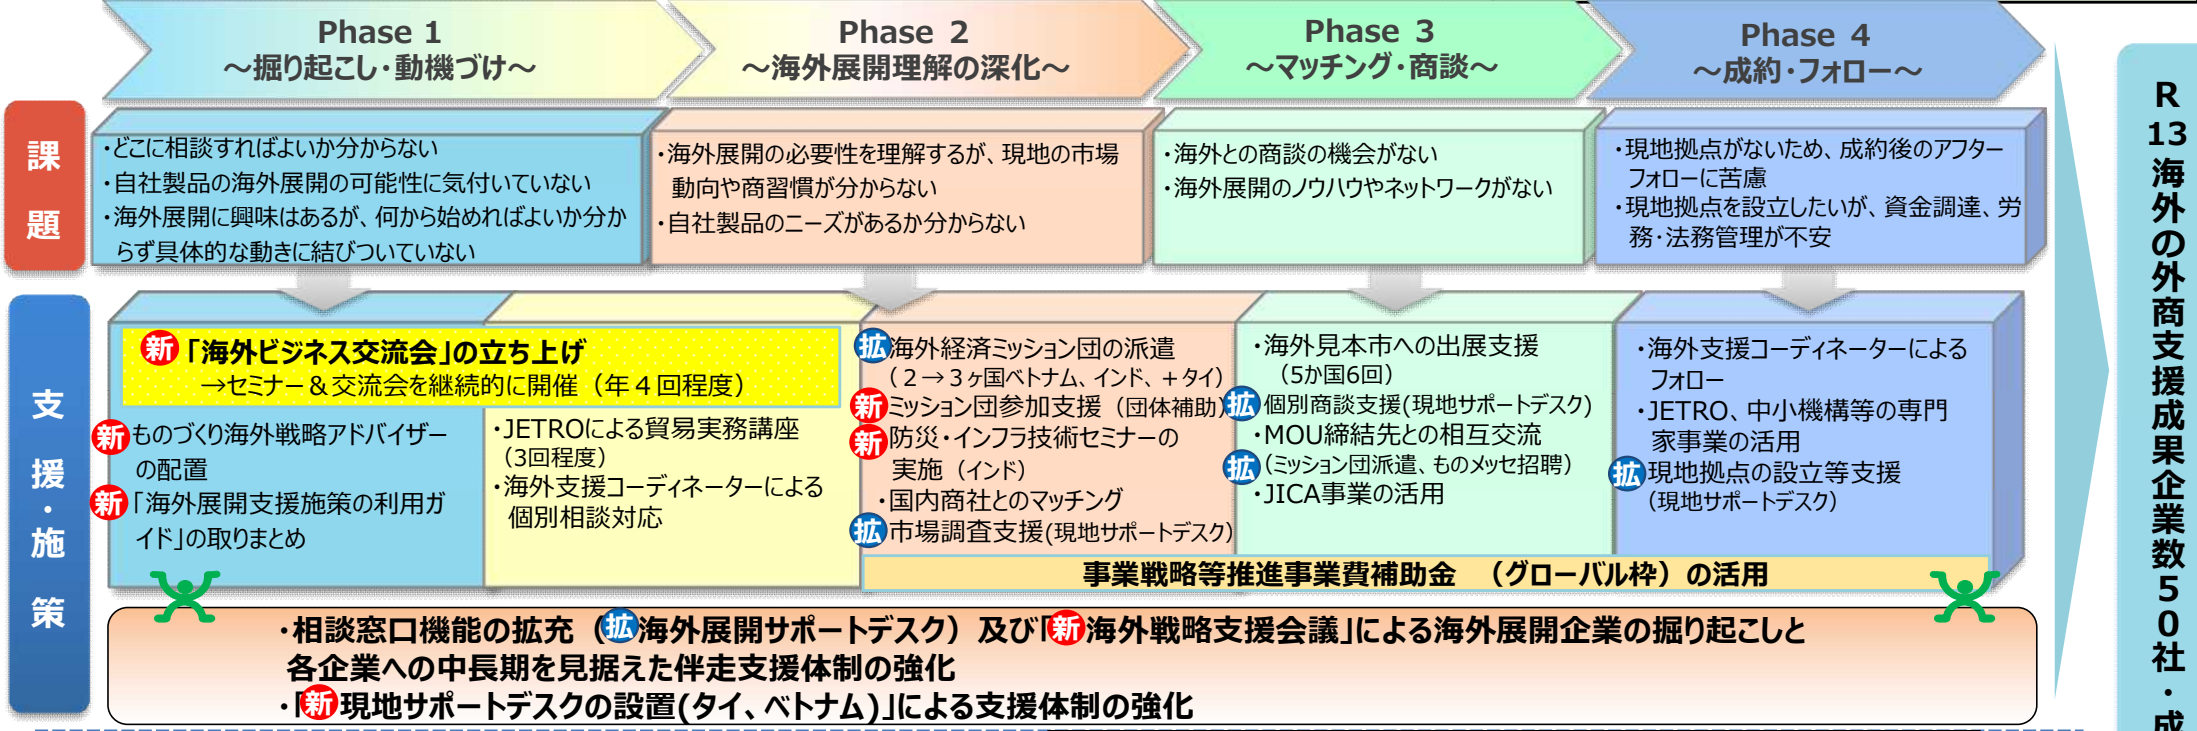 Phase 1
～掘り起こし･動機づけ～
Phase 2
～海外展開理解の深化～
Phase 3
～マッチング･商談～
Phase 4
～成約･フォロー～
課題
･どこに相談すればよいか分からない
･自社製品の海外展開の可能性に気付いていない
･海外展開に興味はあるが、何から始めればよいか分か
らず具体的な動きに結びついていない
･海外展開の必要性を理解するが、現地の市場
動向や商習慣が分からない
･自社製品のニーズがあるか分からない
･海外との商談の機会がない
･海外展開のノウハウやネットワークがない
･現地拠点がないため、成約後のアフター
フォローに苦慮
･現地拠点を設立したいが、資金調達、労
務･法務管理が不安
支援・施策
新「海外ビジネス交流会」の立ち上げ
→セミナー＆交流会を継続的に開催（年４回程度）
新ものづくり海外戦略アドバイザー
の配置
新「海外展開支援施策の利用ガ
イド」の取りまとめ
･JETROによる貿易実務講座
(3回程度)
･海外支援コーディネーターによる
個別相談対応
拡海外経済ミッション団の派遣
（２→３ヶ国ベトナム、インド、＋タイ）
新ミッション団参加支援（団体補助）
新防災･インフラ技術セミナーの
実施（インド）
･国内商社とのマッチング
拡市場調査支援(現地サポートデスク)
･海外見本市への出展支援
（5か国6回）
拡個別商談支援(現地サポートデスク)
･MOU締結先との相互交流
拡（ミッション団派遣、ものメッセ招聘）
･JICA事業の活用
･海外支援コーディネーターによる
フォロー
･JETRO、中小機構等の専門
家事業の活用
拡現地拠点の設立等支援
(現地サポートデスク)
事業戦略等推進事業費補助金　（グローバル枠）の活用
･相談窓口機能の拡充（拡海外展開サポートデスク）及び「新海外戦略支援会議」による海外展開企業の掘り起こしと
各企業への中長期を見据えた伴走支援体制の強化
･「新現地サポートデスクの設置(タイ、ベトナム)」による支援体制の強化
R13海外の外商支援成果企業数５０社・成